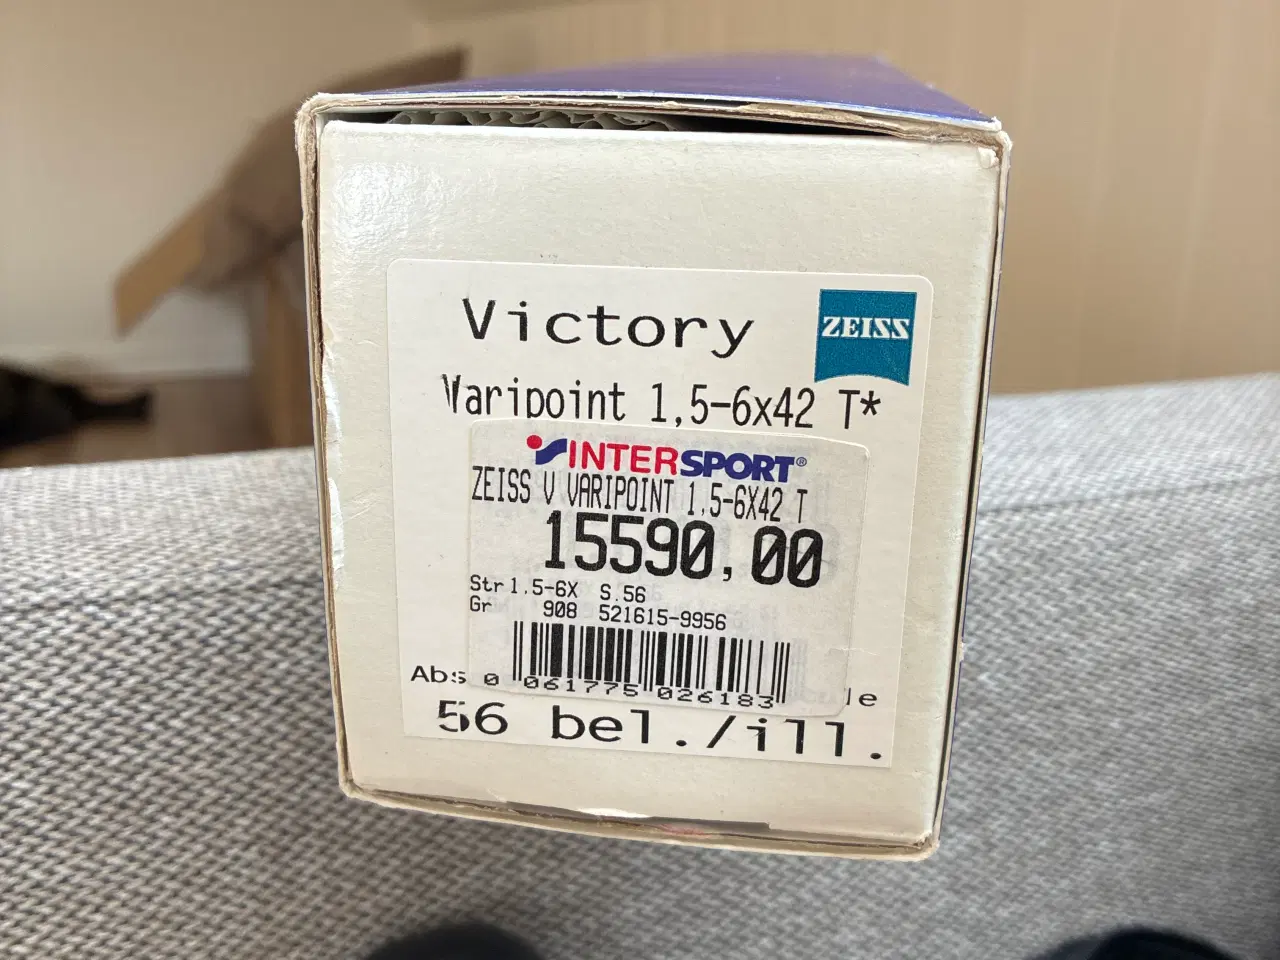 Victory
ZEISS
Varipoint 1,5-6x42 T*
INTERSPORT®
ZEISS V VARIPOINT 1,5-6X42 T
15590,00
Str 1,5-6X S.56
Gr 908 521615-9956
0 061775 026183
56 bel./ill.